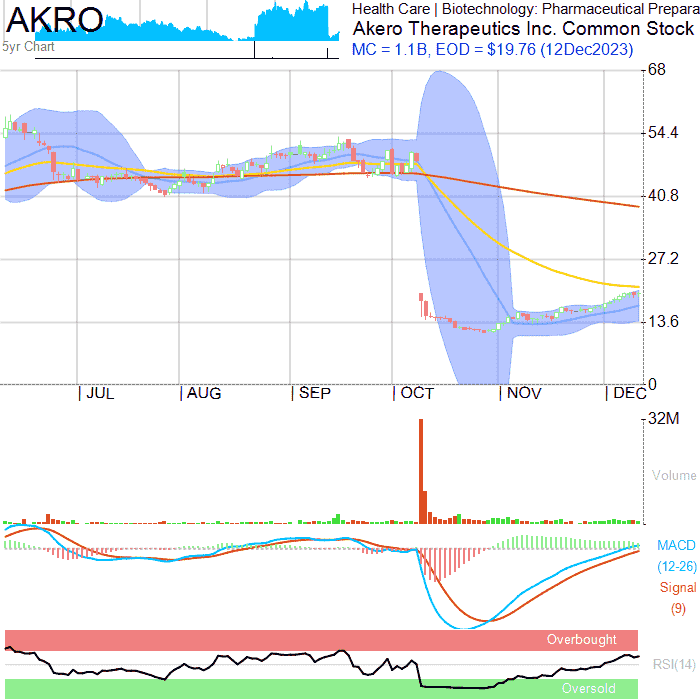 AKRO
5yr Chart
Health Care | Biotechnology: Pharmaceutical Prepara
Akero Therapeutics Inc. Common Stock
MC = 1.1B, EOD = $19.76 (12Dec2023)
68
54.4
40.8
27.2
13.6
0
| JUL | AUG | SEP | OCT | NOV | DEC
32M
Volume
MACD
(12-26)
Signal
(9)
Overbought
RSI(14)
Oversold